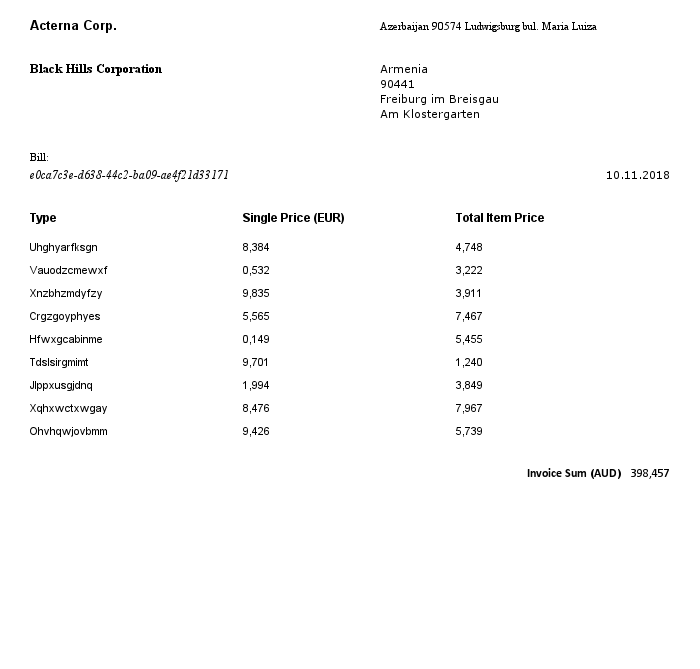 Acterna Corp. Azerbaijan 90574 Ludwigsburg bul. Maria Luiza
Black Hills Corporation Armenia
90441
Freiburg im Breisgau
Am Klostergarten
Bill:
e0ca7c3e-d638-44c2-ba09-ae4f21d33171 10.11.2018
Type Single Price (EUR) Total Item Price
Uhghyarfksgn 8,384 4,748
Vauodzcmewxf 0,532 3,222
Xnzbhzmdyfzy 9,835 3,911
Crgzgoyphyes 5,565 7,467
Hfwxgcabinme 0,149 5,455
Tdslsirgmimt 9,701 1,240
Jlppxusgjdnq 1,994 3,849
Xqhxwctxwgay 8,476 7,967
Ohvhqwjovbmm 9,426 5,739
Invoice Sum (AUD) 398,457